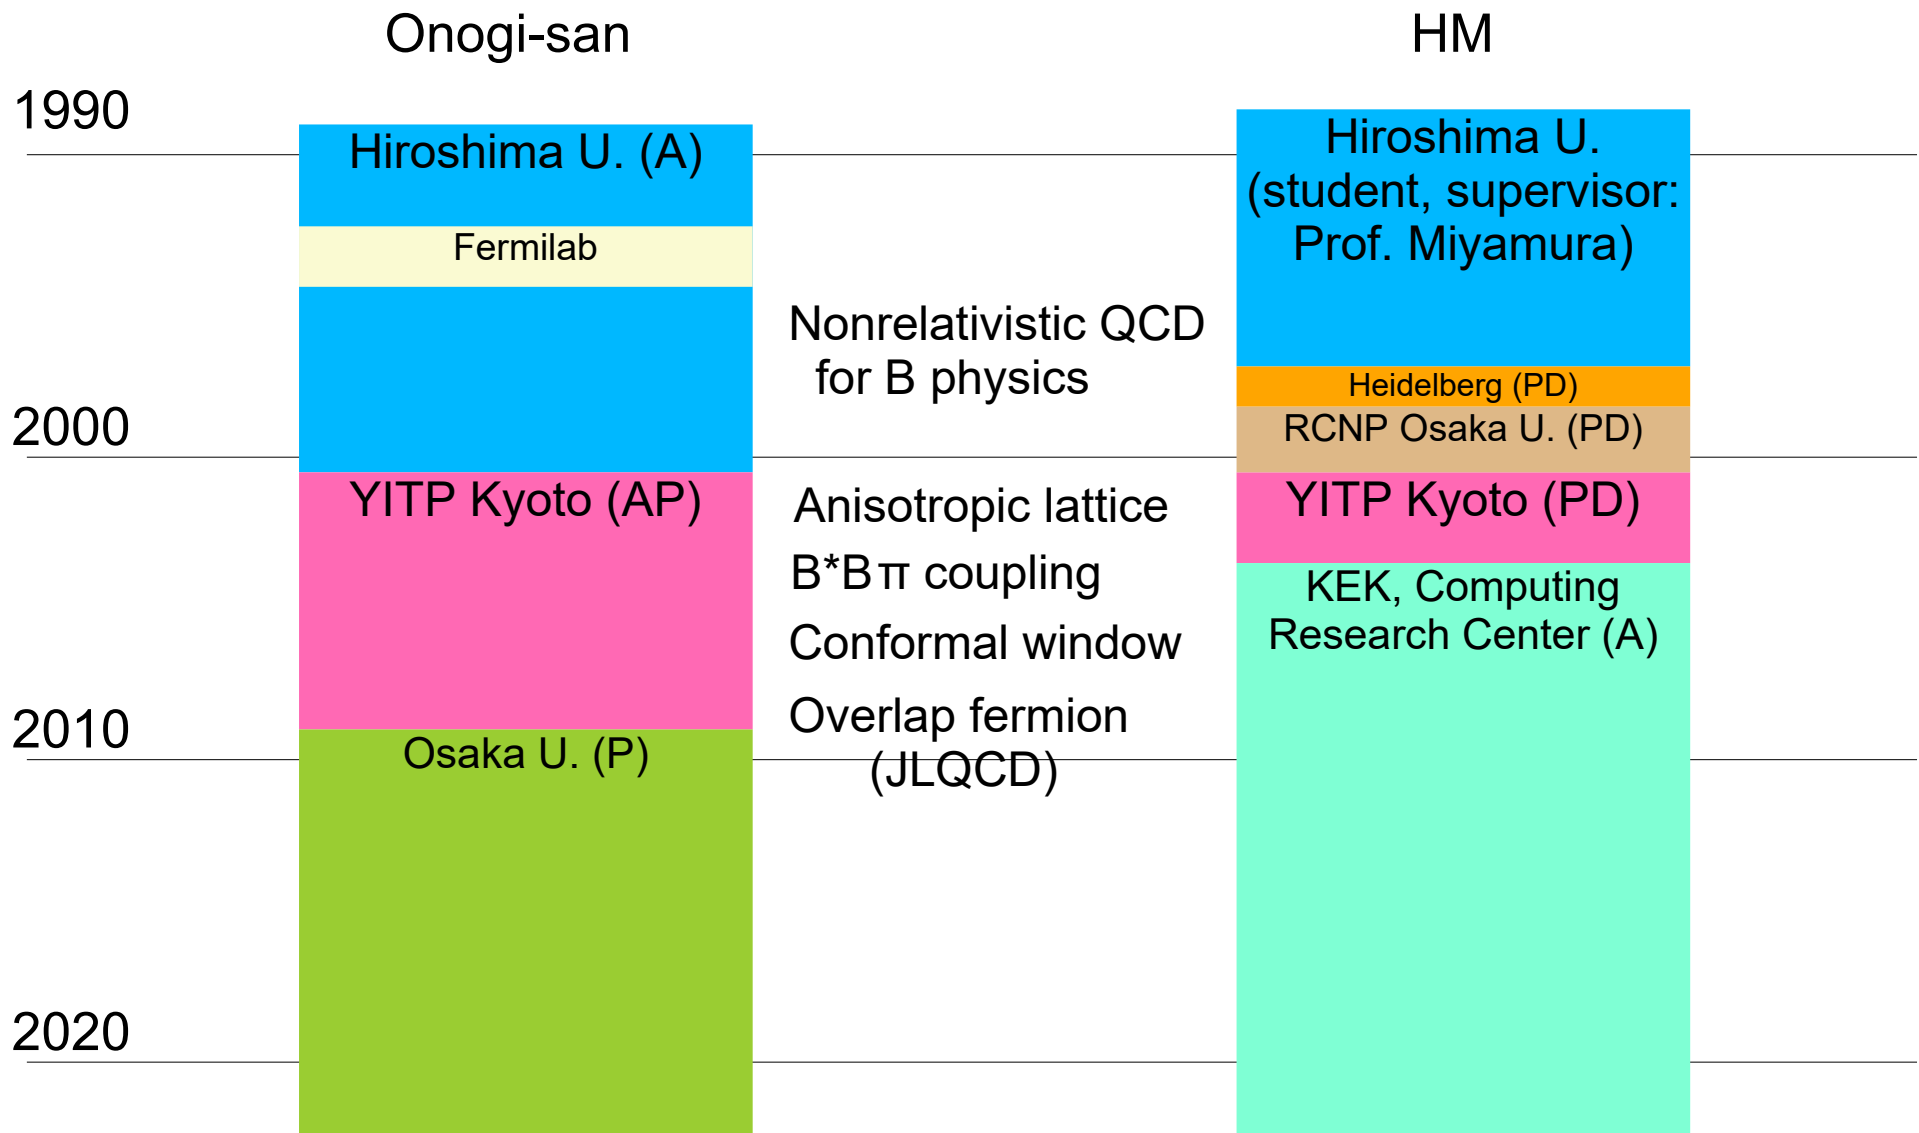 Onogi-san
HM
1990
2000
2010
2020
Hiroshima U. (A)
Fermilab
YITP Kyoto (AP)
Osaka U. (P)
Nonrelativistic QCD
for B physics
Anisotropic lattice
B*Bπ coupling
Conformal window
Overlap fermion
(JLQCD)
Hiroshima U.
(student, supervisor:
Prof. Miyamura)
Heidelberg (PD)
RCNP Osaka U. (PD)
YITP Kyoto (PD)
KEK, Computing
Research Center (A)